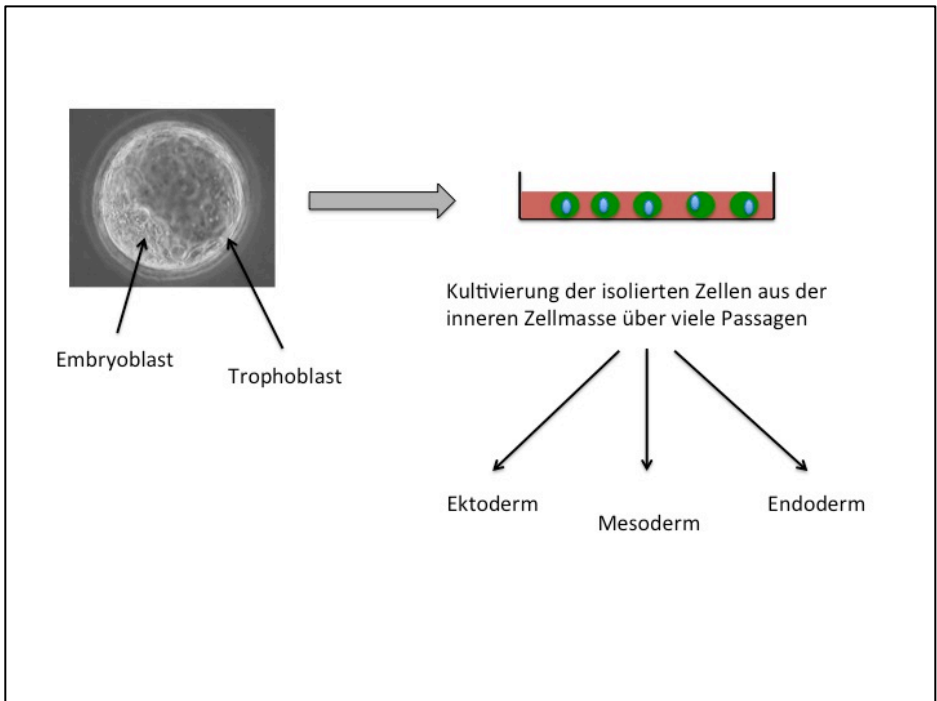 Embryoblast
Trophoblast
Kultivierung der isolierten Zellen aus der
inneren Zellmasse über viele Passagen
Ektoderm
Mesoderm
Endoderm